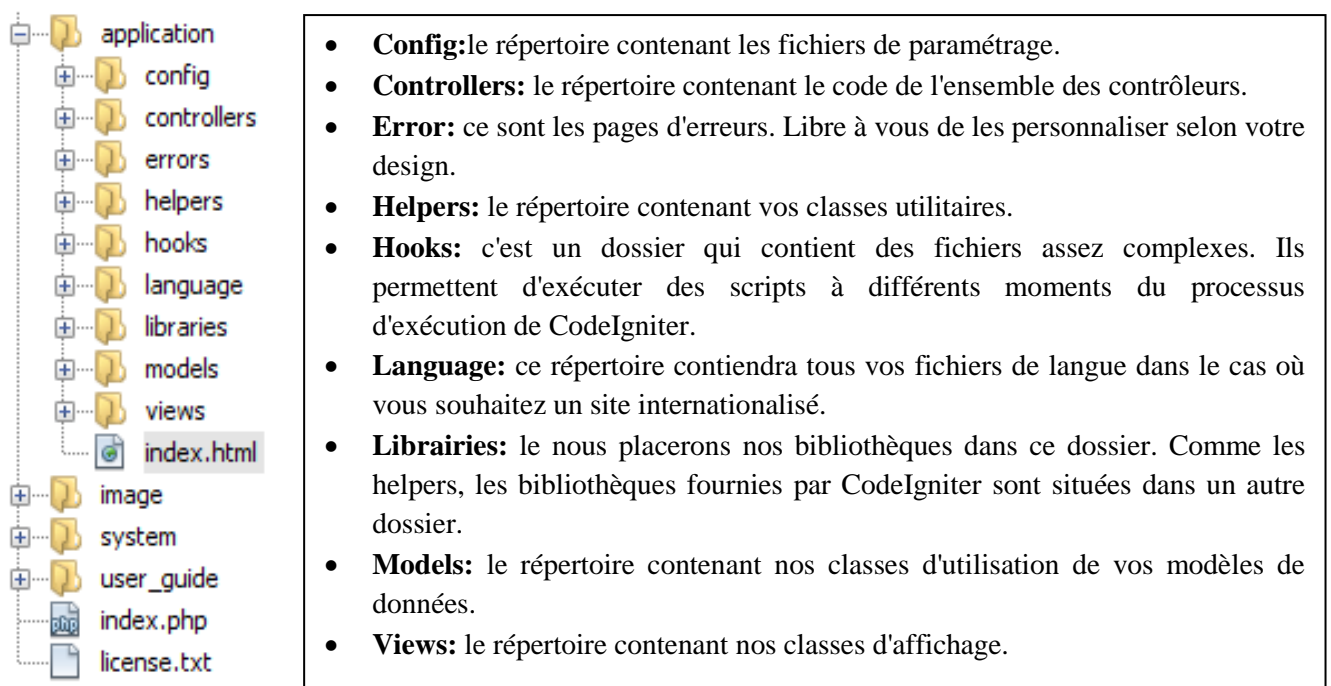 application
config
controllers
errors
helpers
hooks
language
libraries
models
views
index.html
image
system
user_guide
index.php
license.txt
• Config:le répertoire contenant les fichiers de paramétrage.
• Controllers: le répertoire contenant le code de l'ensemble des contrôleurs.
• Error: ce sont les pages d'erreurs. Libre à vous de les personnaliser selon votre
design.
• Helpers: le répertoire contenant vos classes utilitaires.
• Hooks: c'est un dossier qui contient des fichiers assez complexes. Ils
permettent d'exécuter des scripts à différents moments du processus
d'exécution de CodeIgniter.
• Language: ce répertoire contiendra tous vos fichiers de langue dans le cas où
vous souhaitez un site internationalisé.
• Librairies: le nous placerons nos bibliothèques dans ce dossier. Comme les
helpers, les bibliothèques fournies par CodeIgniter sont situées dans un autre
dossier.
• Models: le répertoire contenant nos classes d'utilisation de vos modèles de
données.
• Views: le répertoire contenant nos classes d'affichage.